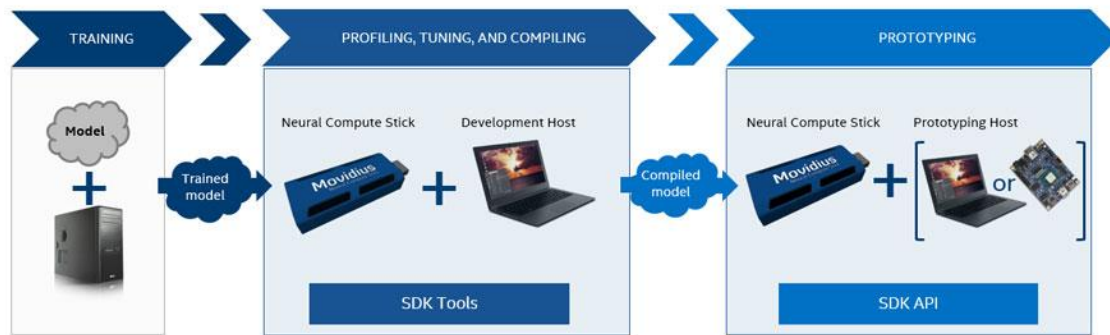 TRAINING
PROFILING, TUNING, AND COMPILING
PROTOTYPING
Model
Trained
model
Neural Compute Stick
Development Host
Movidius
SDK Tools
Compiled
model
Neural Compute Stick
Prototyping Host
Movidius
or
SDK API